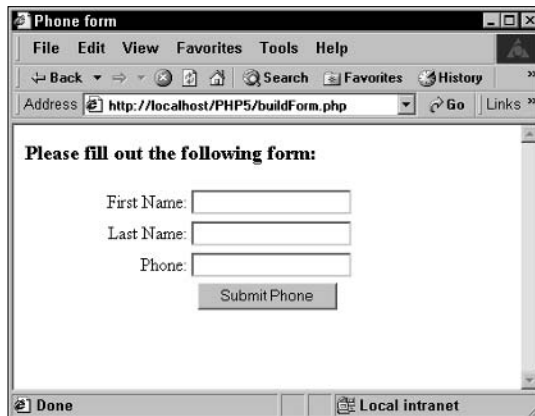 Phone form
File Edit View Favorites Tools Help
Back Search Favorites History »
Address http://localhost/PHP5/buildForm.php Go Links »
Please fill out the following form:
First Name:
Last Name:
Phone:
Submit Phone
Done Local intranet